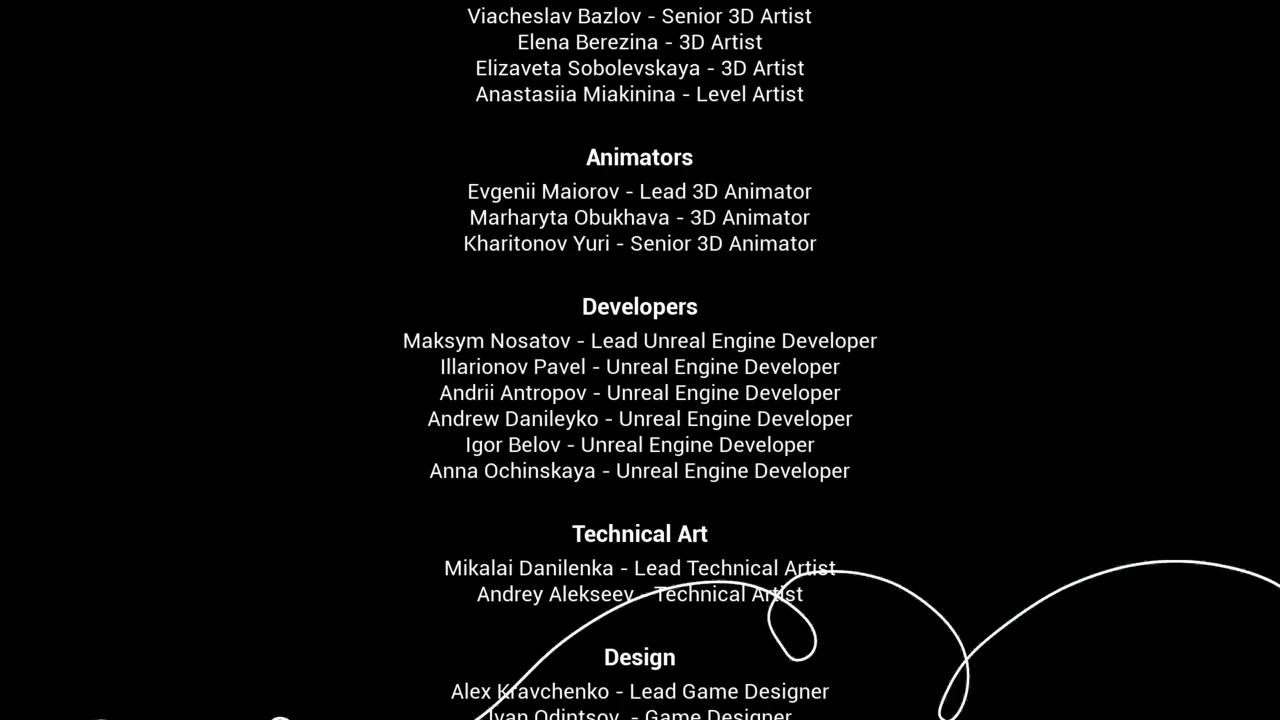 Viacheslav Bazlov - Senior 3D Artist
Elena Berezina - 3D Artist
Elizaveta Sobolevskaya - 3D Artist
Anastasiia Miakinina - Level Artist
Animators
Evgenii Maiorov - Lead 3D Animator
Marharyta Obukhava - 3D Animator
Kharitonov Yuri - Senior 3D Animator
Developers
Maksym Nosatov - Lead Unreal Engine Developer
Illarionov Pavel - Unreal Engine Developer
Andrii Antropov - Unreal Engine Developer
Andrew Danileyko - Unreal Engine Developer
Igor Belov - Unreal Engine Developer
Anna Ochinskaya - Unreal Engine Developer
Technical Art
Mikalai Danilenka - Lead Technical Artist
Andrey Alekseev - Technical Artist
Design
Alex Kravchenko - Lead Game Designer
Ivan Odintsov - Game Designer